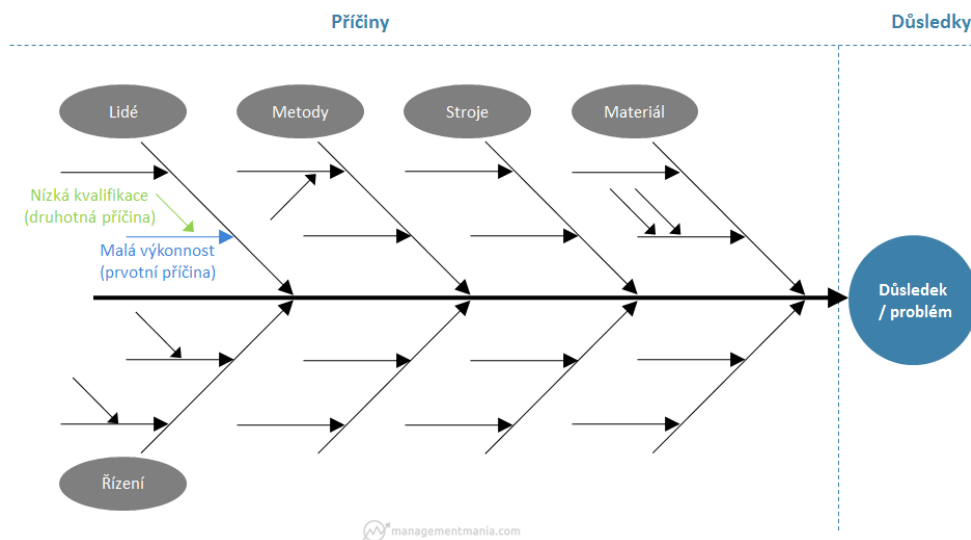 Příčiny
Důsledky
Lidé
Metody
Stroje
Materiál
Nízká kvalifikace
(druhotná příčina)
Malá výkonnost
(prvotní příčina)
Důsledek
/ problém
Řízení
managementmania.com